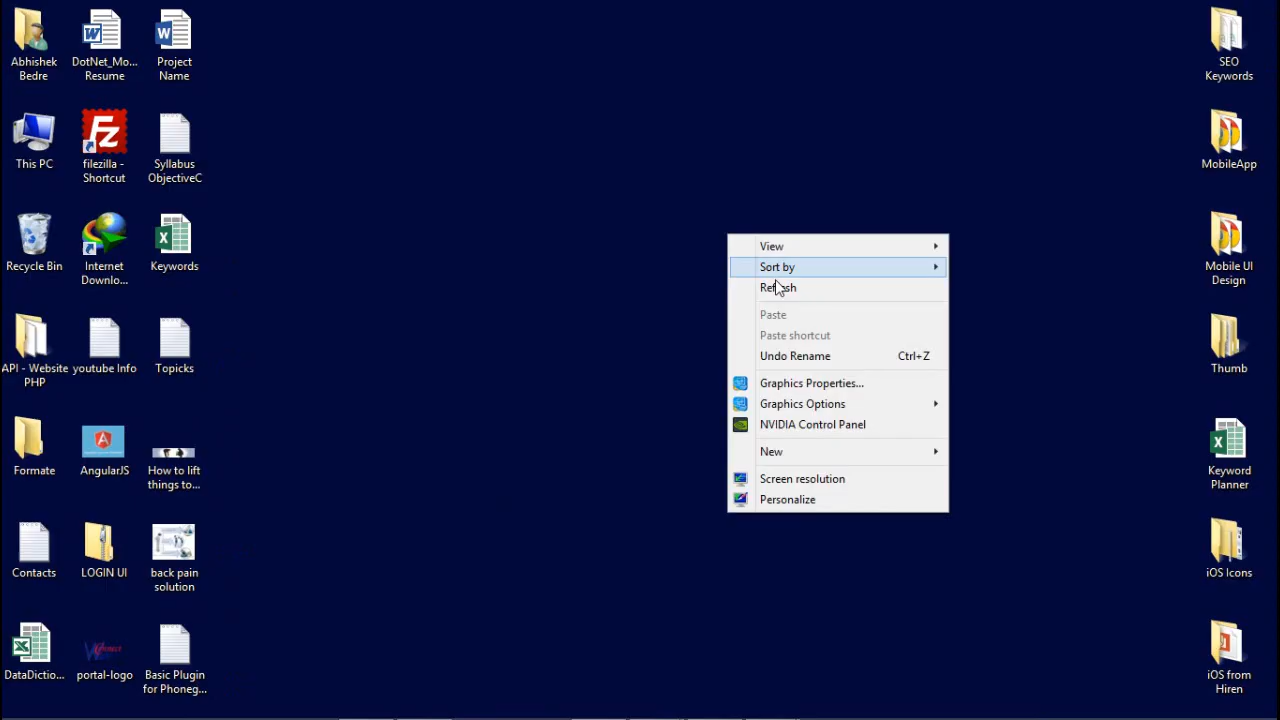 Abhishek
Bedre
DotNet_Mo...
Resume
Project
Name
This PC
filezilla -
Shortcut
Syllabus
ObjectiveC
Recycle Bin
Internet
Downlo...
Keywords
API - Website
PHP
youtube Info
Topicks
Formate
AngularJS
How to lift
things to...
Contacts
LOGIN UI
back pain
solution
DataDictio...
portal-logo
Basic Plugin
for Phoneg...
View
Sort by
Refresh
Paste
Paste shortcut
Undo Rename Ctrl+Z
Graphics Properties...
Graphics Options
NVIDIA Control Panel
New
Screen resolution
Personalize
SEO
Keywords
MobileApp
Mobile UI
Design
Thumb
Keyword
Planner
iOS Icons
iOS from
Hiren